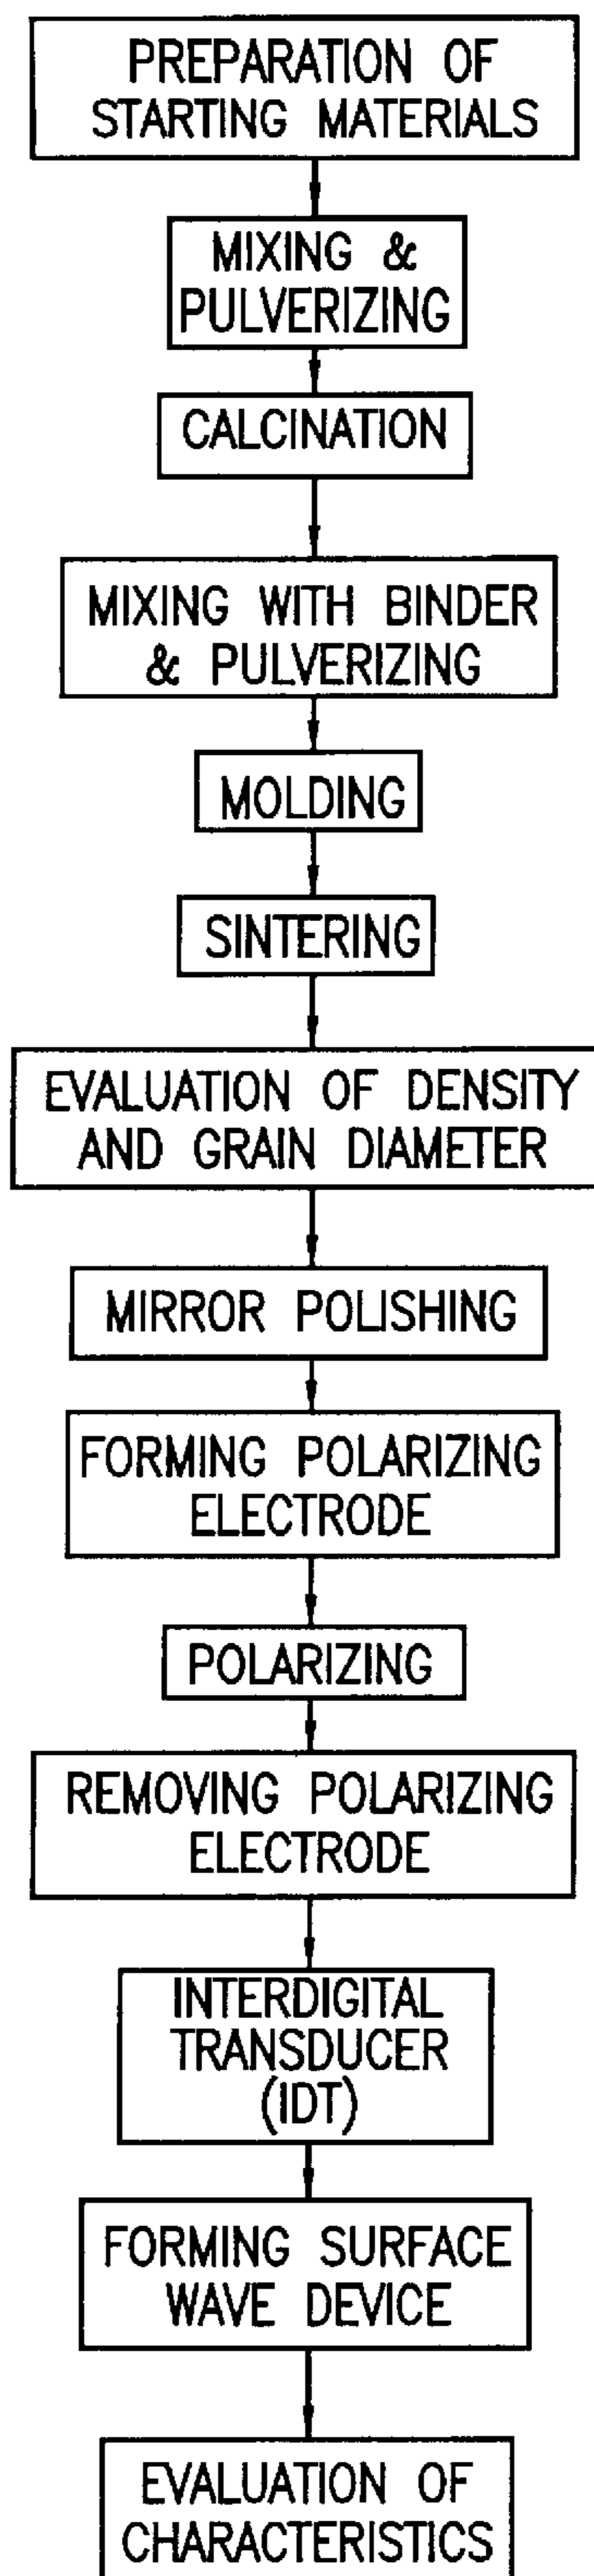 PREPARATION OF
STARTING MATERIALS
MIXING &
PULVERIZING
CALCINATION
MIXING WITH BINDER
& PULVERIZING
MOLDING
SINTERING
EVALUATION OF DENSITY
AND GRAIN DIAMETER
MIRROR POLISHING
FORMING POLARIZING
ELECTRODE
POLARIZING
REMOVING POLARIZING
ELECTRODE
INTERDIGITAL
TRANSDUCER
(IDT)
FORMING SURFACE
WAVE DEVICE
EVALUATION OF
CHARACTERISTICS